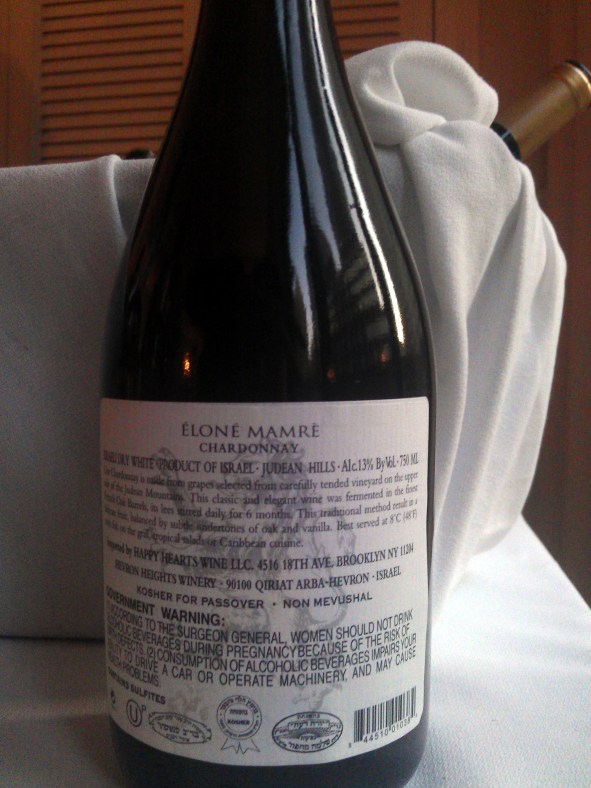 ÉLONÉ MAMRÈ
CHARDONNAY
DRY WHITE · PRODUCT OF ISRAEL · JUDEAN HILLS · Alc.13% By Vol. · 750 ML
Chardonnay is made from grapes selected from carefully tended vineyard on the upper
of the Judean Mountains. This classic and elegant wine was fermented in the finest
Oak Barrels, its lees stirred daily for 6 months. This traditional method result in a
fruit, balanced by subtle undertones of oak and vanilla. Best served at 8°C (48°F)
fish on the grill, tropical salads or Caribbean cuisine.
Imported by HAPPY HEARTS WINE LLC. 4516 18TH AVE. BROOKLYN NY 11204
HEVRON HEIGHTS WINERY · 90100 QIRIAT ARBA-HEVRON · ISRAEL
KOSHER FOR PASSOVER · NON MEVUSHAL
GOVERNMENT WARNING:
ACCORDING TO THE SURGEON GENERAL, WOMEN SHOULD NOT DRINK
ALCOHOLIC BEVERAGES DURING PREGNANCY BECAUSE OF THE RISK OF
BIRTH DEFECTS. (2) CONSUMPTION OF ALCOHOLIC BEVERAGES IMPAIRS YOUR
ABILITY TO DRIVE A CAR OR OPERATE MACHINERY, AND MAY CAUSE
HEALTH PROBLEMS.
CONTAINS SULFITES
U
KOSHER